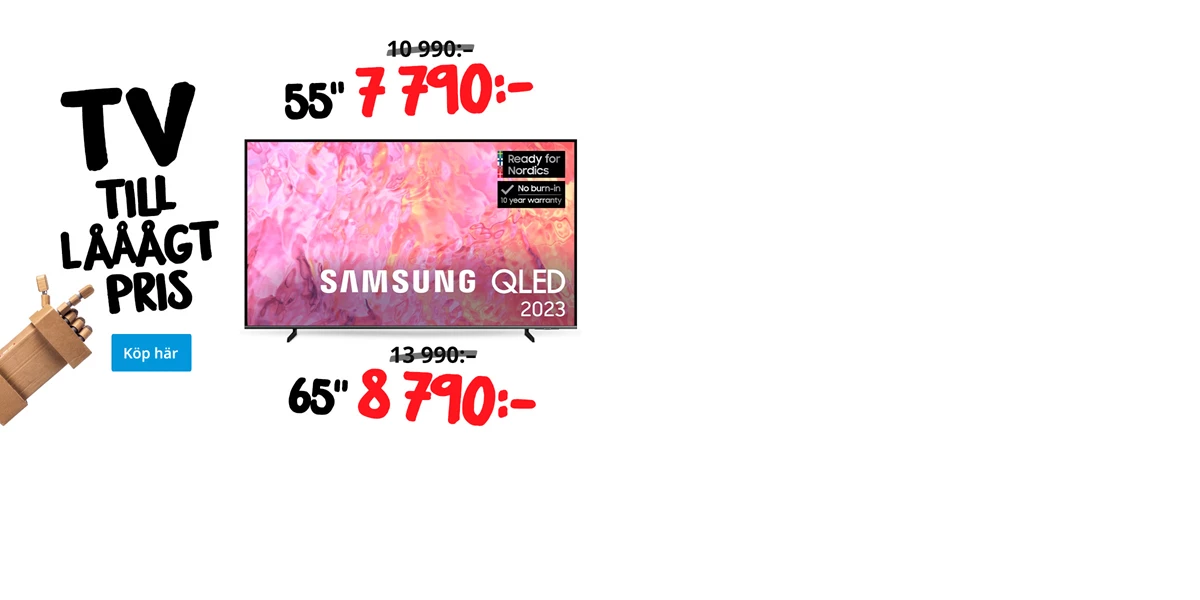 TV
TILL
LÅÅÅGT
PRIS
Köp här
10 990:-
55" 7 790:-
Ready for
Nordics
No burn-in
10 year warranty
SAMSUNG QLED
2023
13 990:-
65" 8 790:-